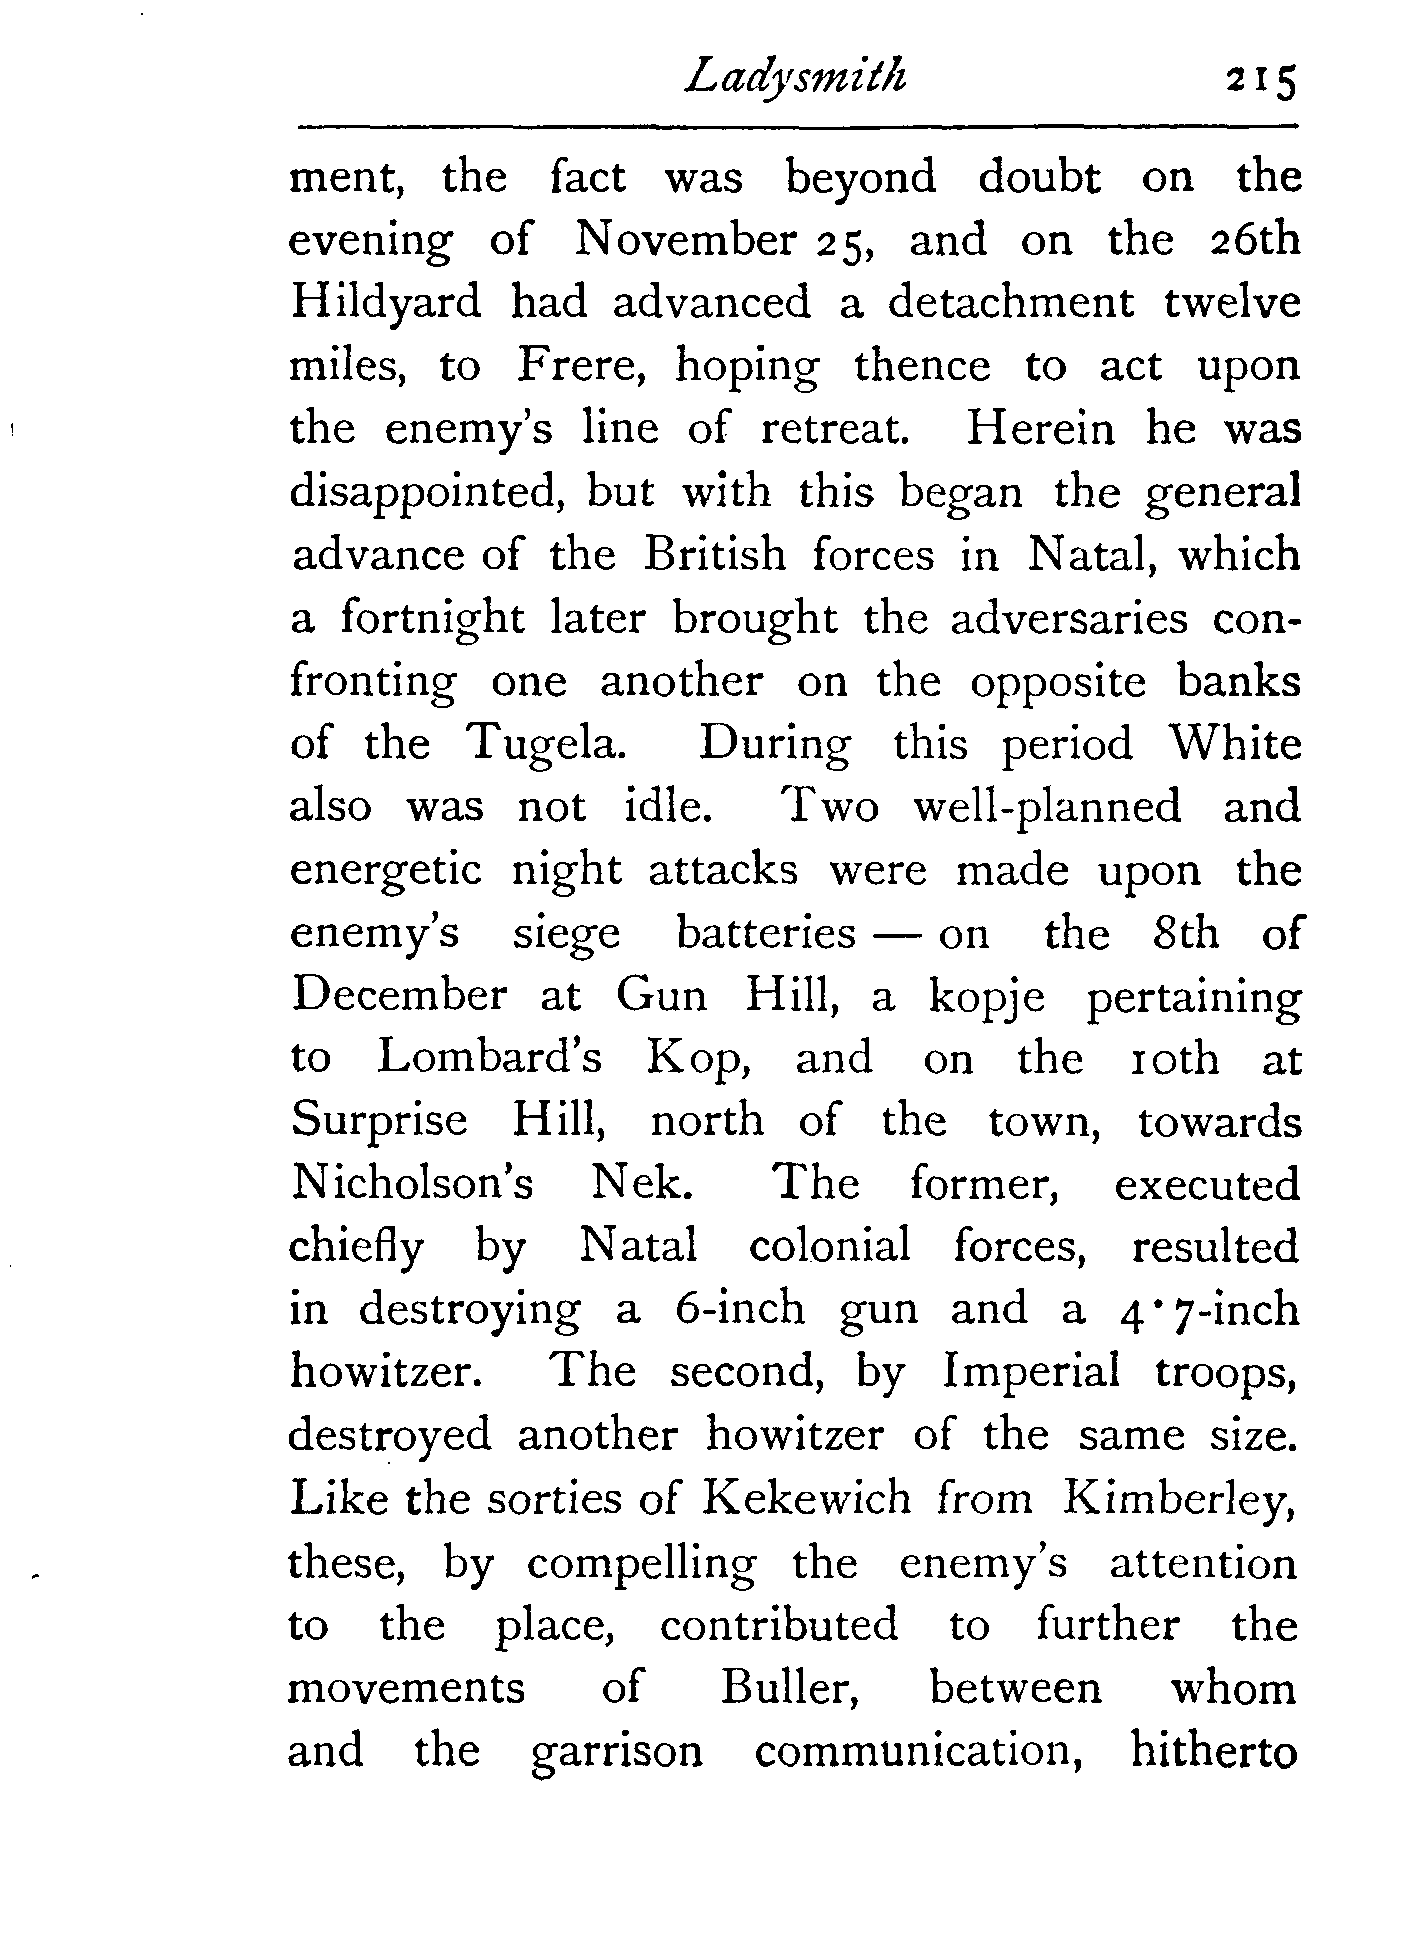 Ladysmith 215
ment, the fact was beyond doubt on the
evening of November 25, and on the 26th
Hildyard had advanced a detachment twelve
miles, to Frere, hoping thence to act upon
the enemy's line of retreat. Herein he was
disappointed, but with this began the general
advance of the British forces in Natal, which
a fortnight later brought the adversaries con-
fronting one another on the opposite banks
of the Tugela. During this period White
also was not idle. Two well-planned and
energetic night attacks were made upon the
enemy's siege batteries — on the 8th of
December at Gun Hill, a kopje pertaining
to Lombard's Kop, and on the 10th at
Surprise Hill, north of the town, towards
Nicholson's Nek. The former, executed
chiefly by Natal colonial forces, resulted
in destroying a 6-inch gun and a 4·7-inch
howitzer. The second, by Imperial troops,
destroyed another howitzer of the same size.
Like the sorties of Kekewich from Kimberley,
these, by compelling the enemy's attention
to the place, contributed to further the
movements of Buller, between whom
and the garrison communication, hitherto